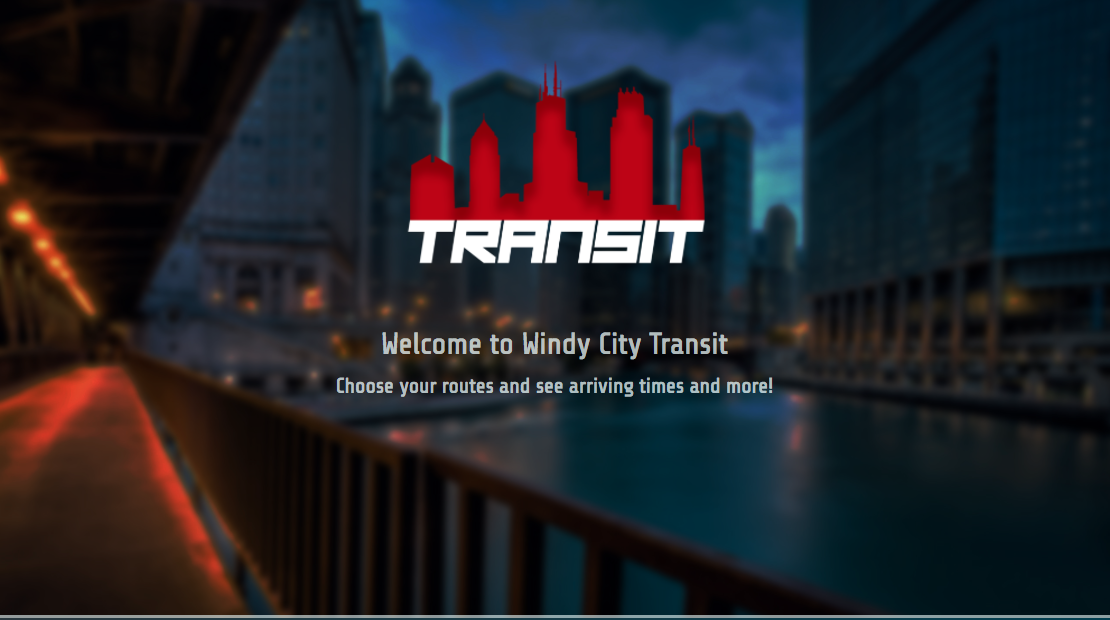 TRANSIT
Welcome to Windy City Transit
Choose your routes and see arriving times and more!